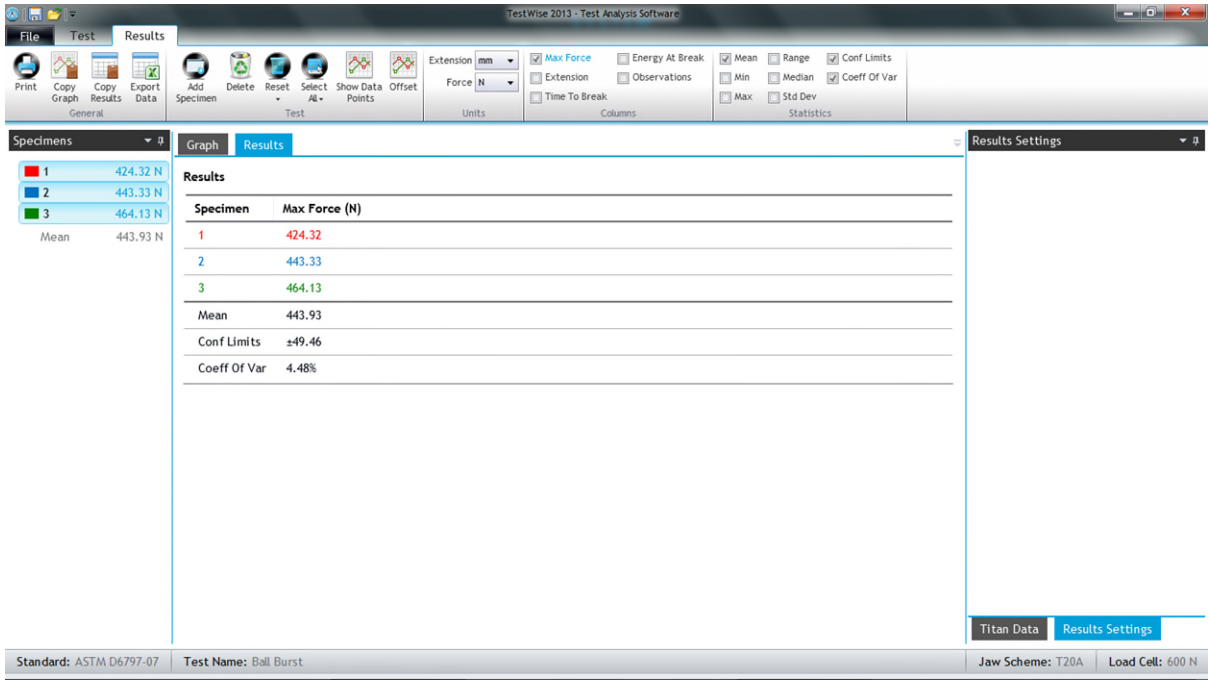 TestWise 2013 - Test Analysis Software
File Test Results
Print
Copy Graph
Copy Results
Export Data
General
Add Specimen
Delete
Reset
Select All
Show Data Points
Offset
Test
Extension mm
Force N
Units
Max Force
Energy At Break
Extension
Observations
Time To Break
Columns
Mean
Range
Conf Limits
Min
Median
Coeff Of Var
Max
Std Dev
Statistics
Specimens
1 424.32 N
2 443.33 N
3 464.13 N
Mean 443.93 N
Graph Results
Results
Specimen Max Force (N)
1 424.32
2 443.33
3 464.13
Mean 443.93
Conf Limits ±49.46
Coeff Of Var 4.48%
Results Settings
Titan Data Results Settings
Standard: ASTM D6797-07 Test Name: Ball Burst Jaw Scheme: T20A Load Cell: 600 N